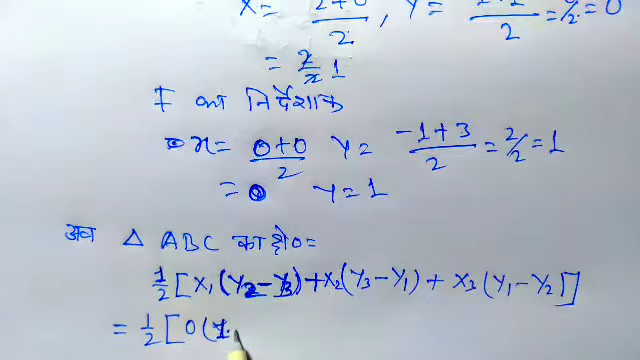 X = 2+0/2 , Y = /2 = 0/2 = 0
= 2/2 1
F का निर्देशांक
x = 0+0/2 Y = -1+3/2 = 2/2 = 1
= 0 Y = 1
अब △ ABC का क्षे० =
1/2 [X₁(Y₂-Y₃)+X₂(Y₃-Y₁)+X₃(Y₁-Y₂)]
= 1/2 [0(1